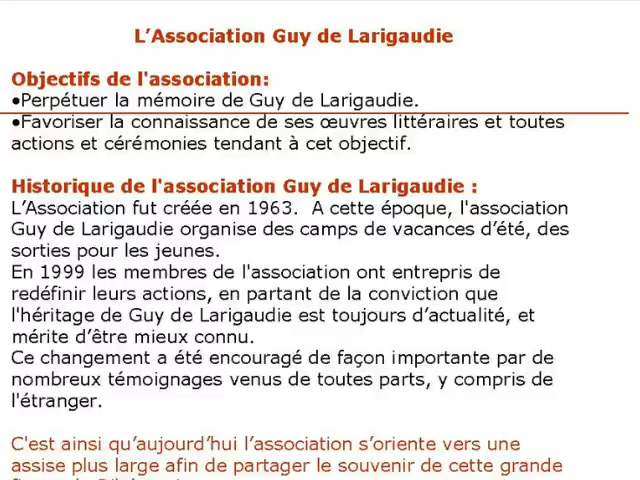 L’Association Guy de Larigaudie
Objectifs de l'association:
•Perpétuer la mémoire de Guy de Larigaudie.
•Favoriser la connaissance de ses œuvres littéraires et toutes
actions et cérémonies tendant à cet objectif.
Historique de l'association Guy de Larigaudie :
L’Association fut créée en 1963.  A cette époque, l'association
Guy de Larigaudie organise des camps de vacances d’été, des
sorties pour les jeunes.
En 1999 les membres de l'association ont entrepris de
redéfinir leurs actions, en partant de la conviction que
l'héritage de Guy de Larigaudie est toujours d’actualité, et
mérite d’être mieux connu.
Ce changement a été encouragé de façon importante par de
nombreux témoignages venus de toutes parts, y compris de
l'étranger.
C'est ainsi qu’aujourd’hui l’association s’oriente vers une
assise plus large afin de partager le souvenir de cette grande